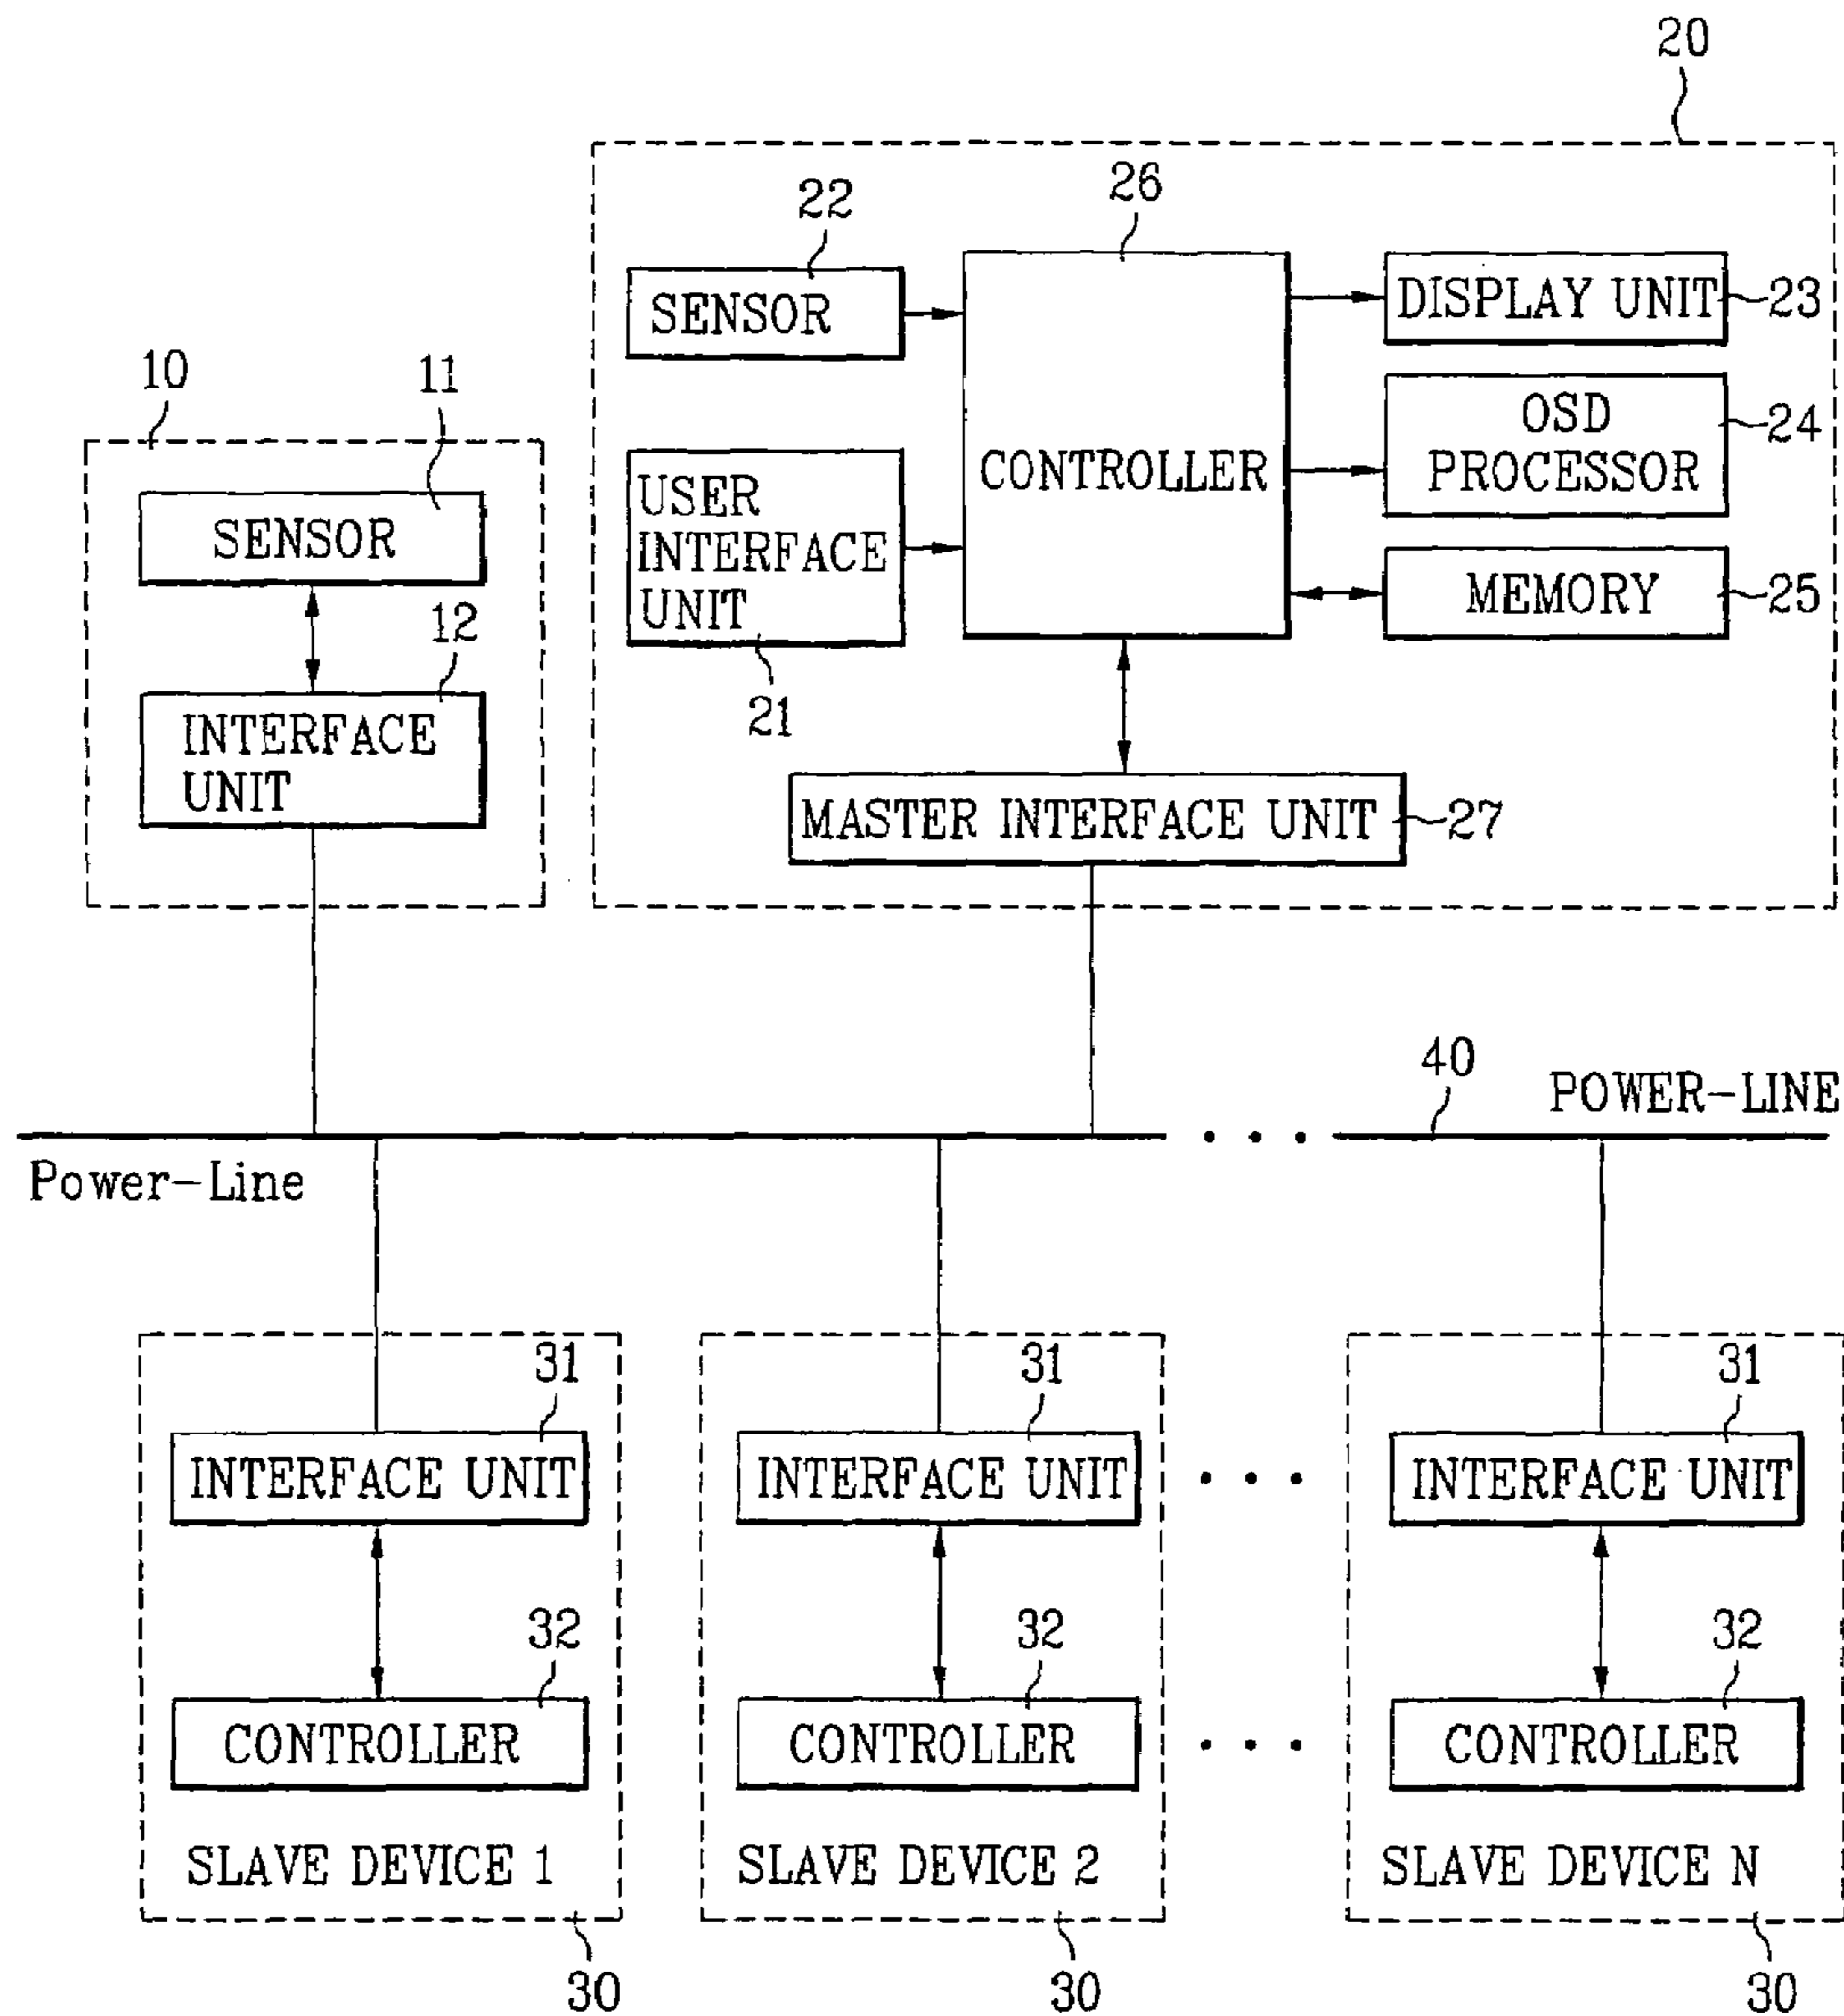 20
22
26
SENSOR
DISPLAY UNIT
23
10
11
OSD
PROCESSOR
24
CONTROLLER
SENSOR
USER
INTERFACE
UNIT
MEMORY
25
12
21
INTERFACE
UNIT
MASTER INTERFACE UNIT
27
40
POWER-LINE
Power-Line
31
31
31
INTERFACE UNIT
INTERFACE UNIT
• • •
INTERFACE UNIT
32
32
32
CONTROLLER
CONTROLLER
• • •
CONTROLLER
SLAVE DEVICE 1
SLAVE DEVICE 2
SLAVE DEVICE N
30
30
30